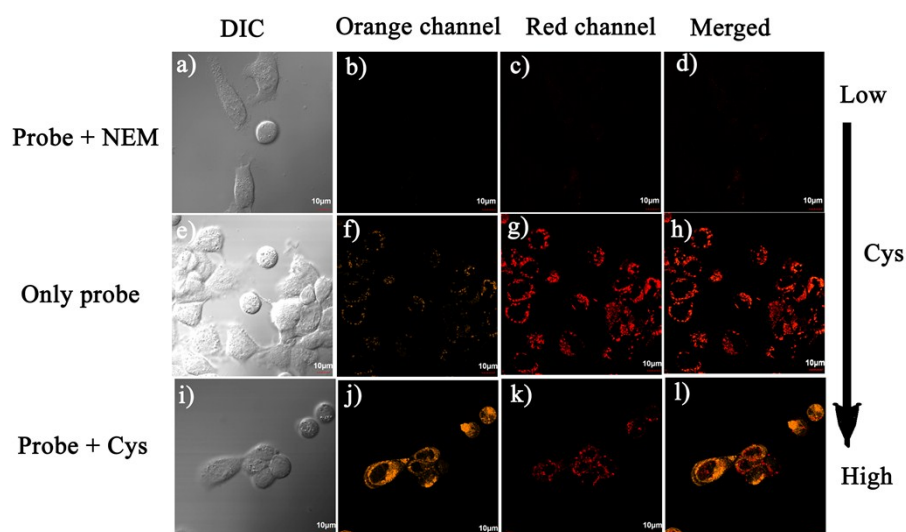 DIC Orange channel Red channel Merged
a) b) c) d) Low
Probe + NEM
10μm 10μm 10μm 10μm
e) f) g) h) Cys
Only probe
10μm 10μm 10μm 10μm
i) j) k) l)
Probe + Cys
High
10μm 10μm 10μm 10μm